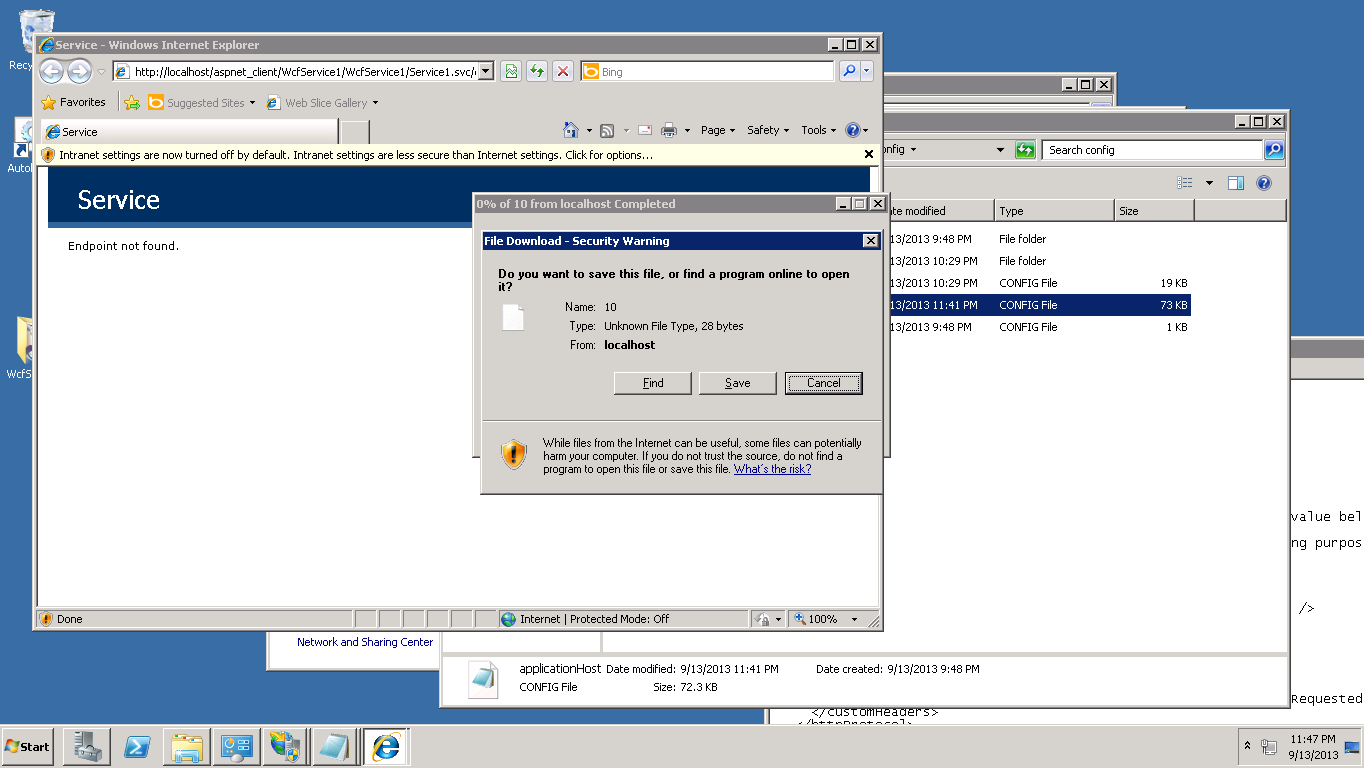 Recy
Autol
WcfS
Service - Windows Internet Explorer
http://localhost/aspnet_client/WcfService1/WcfService1/Service1.svc/
Bing
Favorites
Suggested Sites
Web Slice Gallery
Service
Page
Safety
Tools
Intranet settings are now turned off by default. Intranet settings are less secure than Internet settings. Click for options...
Service
Endpoint not found.
0% of 10 from localhost Completed
File Download - Security Warning
Do you want to save this file, or find a program online to open
it?
Name: 10
Type: Unknown File Type, 28 bytes
From: localhost
Find
Save
Cancel
While files from the Internet can be useful, some files can potentially
harm your computer. If you do not trust the source, do not find a
program to open this file or save this file. What's the risk?
Done
Internet | Protected Mode: Off
100%
nfig
Search config
te modified Type Size
13/2013 9:48 PM File folder
13/2013 10:29 PM File folder
13/2013 10:29 PM CONFIG File 19 KB
13/2013 11:41 PM CONFIG File 73 KB
13/2013 9:48 PM CONFIG File 1 KB
value bel
ng purpos
/>
Requested
Network and Sharing Center
applicationHost Date modified: 9/13/2013 11:41 PM Date created: 9/13/2013 9:48 PM
CONFIG File Size: 72.3 KB
</customHeaders>
</httpProtocol>
Start
11:47 PM
9/13/2013